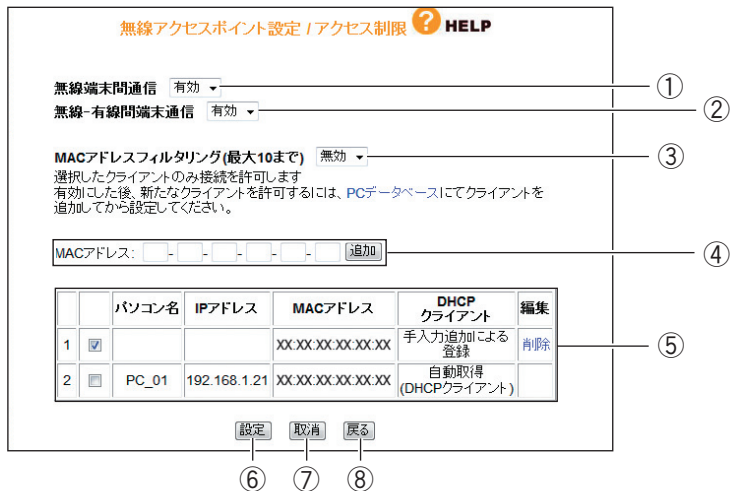 無線アクセスポイント設定 / アクセス制限 ? HELP
無線端末間通信 有効
①
無線-有線間端末通信 有効
②
MACアドレスフィルタリング(最大10まで) 無効
③
選択したクライアントのみ接続を許可します
有効にした後、新たなクライアントを許可するには、PCデータベースにてクライアントを
追加してから設定してください。
MACアドレス: - - - - - 追加
④
パソコン名 IPアドレス MACアドレス DHCP クライアント 編集
1 XX:XX:XX:XX:XX:XX 手入力追加による 登録 削除
⑤
2 PC_01 192.168.1.21 XX:XX:XX:XX:XX:XX 自動取得 (DHCPクライアント)
設定 取消 戻る
⑥ ⑦ ⑧